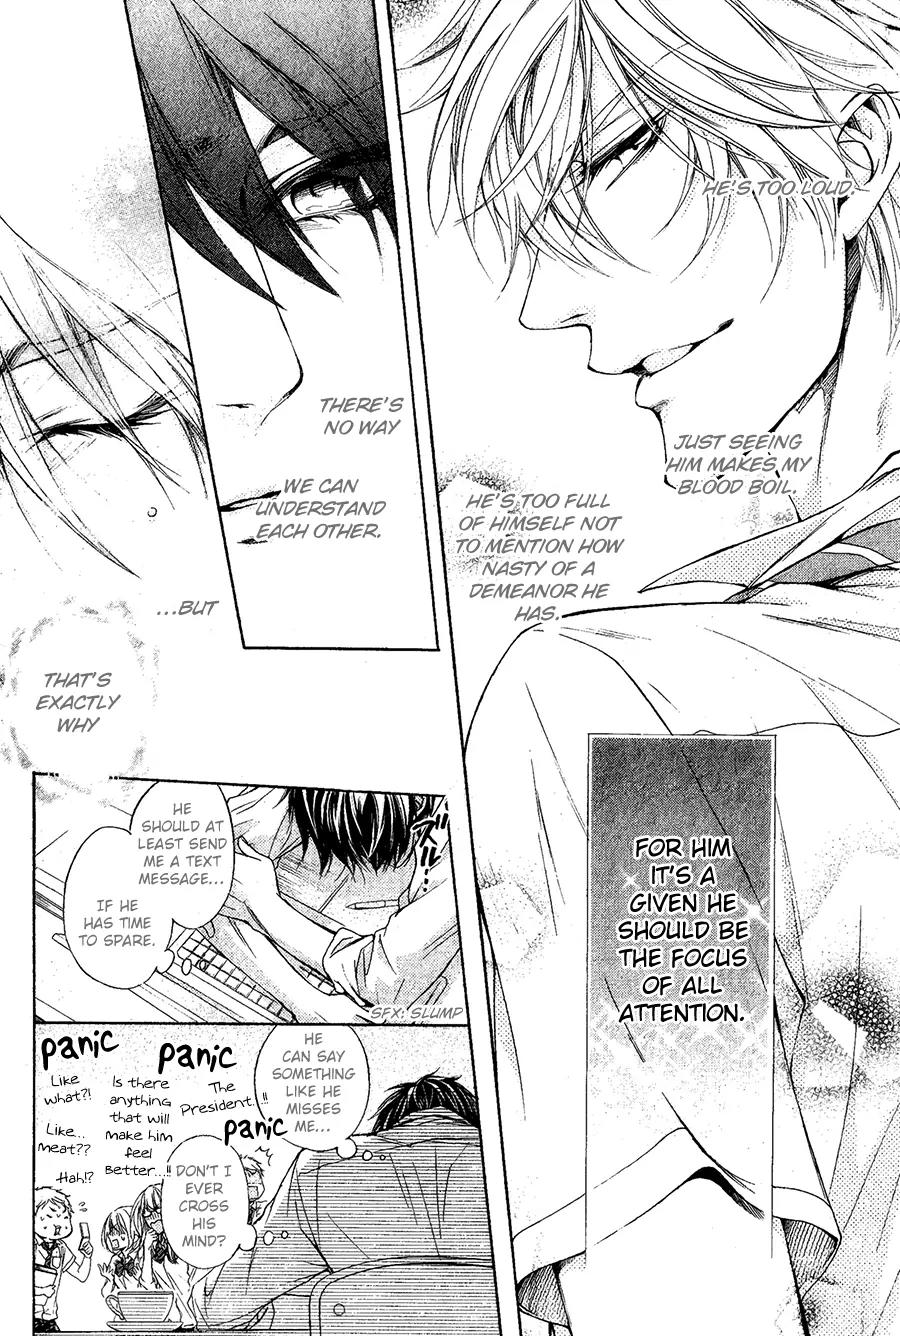 HE'S TOO LOUD.
JUST SEEING
HIM MAKES MY
BLOOD BOIL.
HE'S TOO FULL
OF HIMSELF NOT
TO MENTION HOW
NASTY OF A
DEMEANOR HE
HAS.
FOR HIM
IT'S A
GIVEN HE
SHOULD BE
THE FOCUS
OF ALL
ATTENTION.
THERE'S
NO WAY
WE CAN
UNDERSTAND
EACH OTHER.
...BUT
THAT'S
EXACTLY
WHY
ズルッ
HE
SHOULD AT
LEAST SEND
ME A TEXT
MESSAGE...
IF HE
HAS TIME
TO SPARE.
SFX: SLUMP
HE
CAN SAY
SOMETHING
LIKE HE
MISSES
ME...
DON'T I
EVER
CROSS
HIS
MIND?
panic
panic
panic
The
President...!!
Is there
anything
that will
make him
feel
better...!!
Like
what?!
Like...
meat??
Hah!?